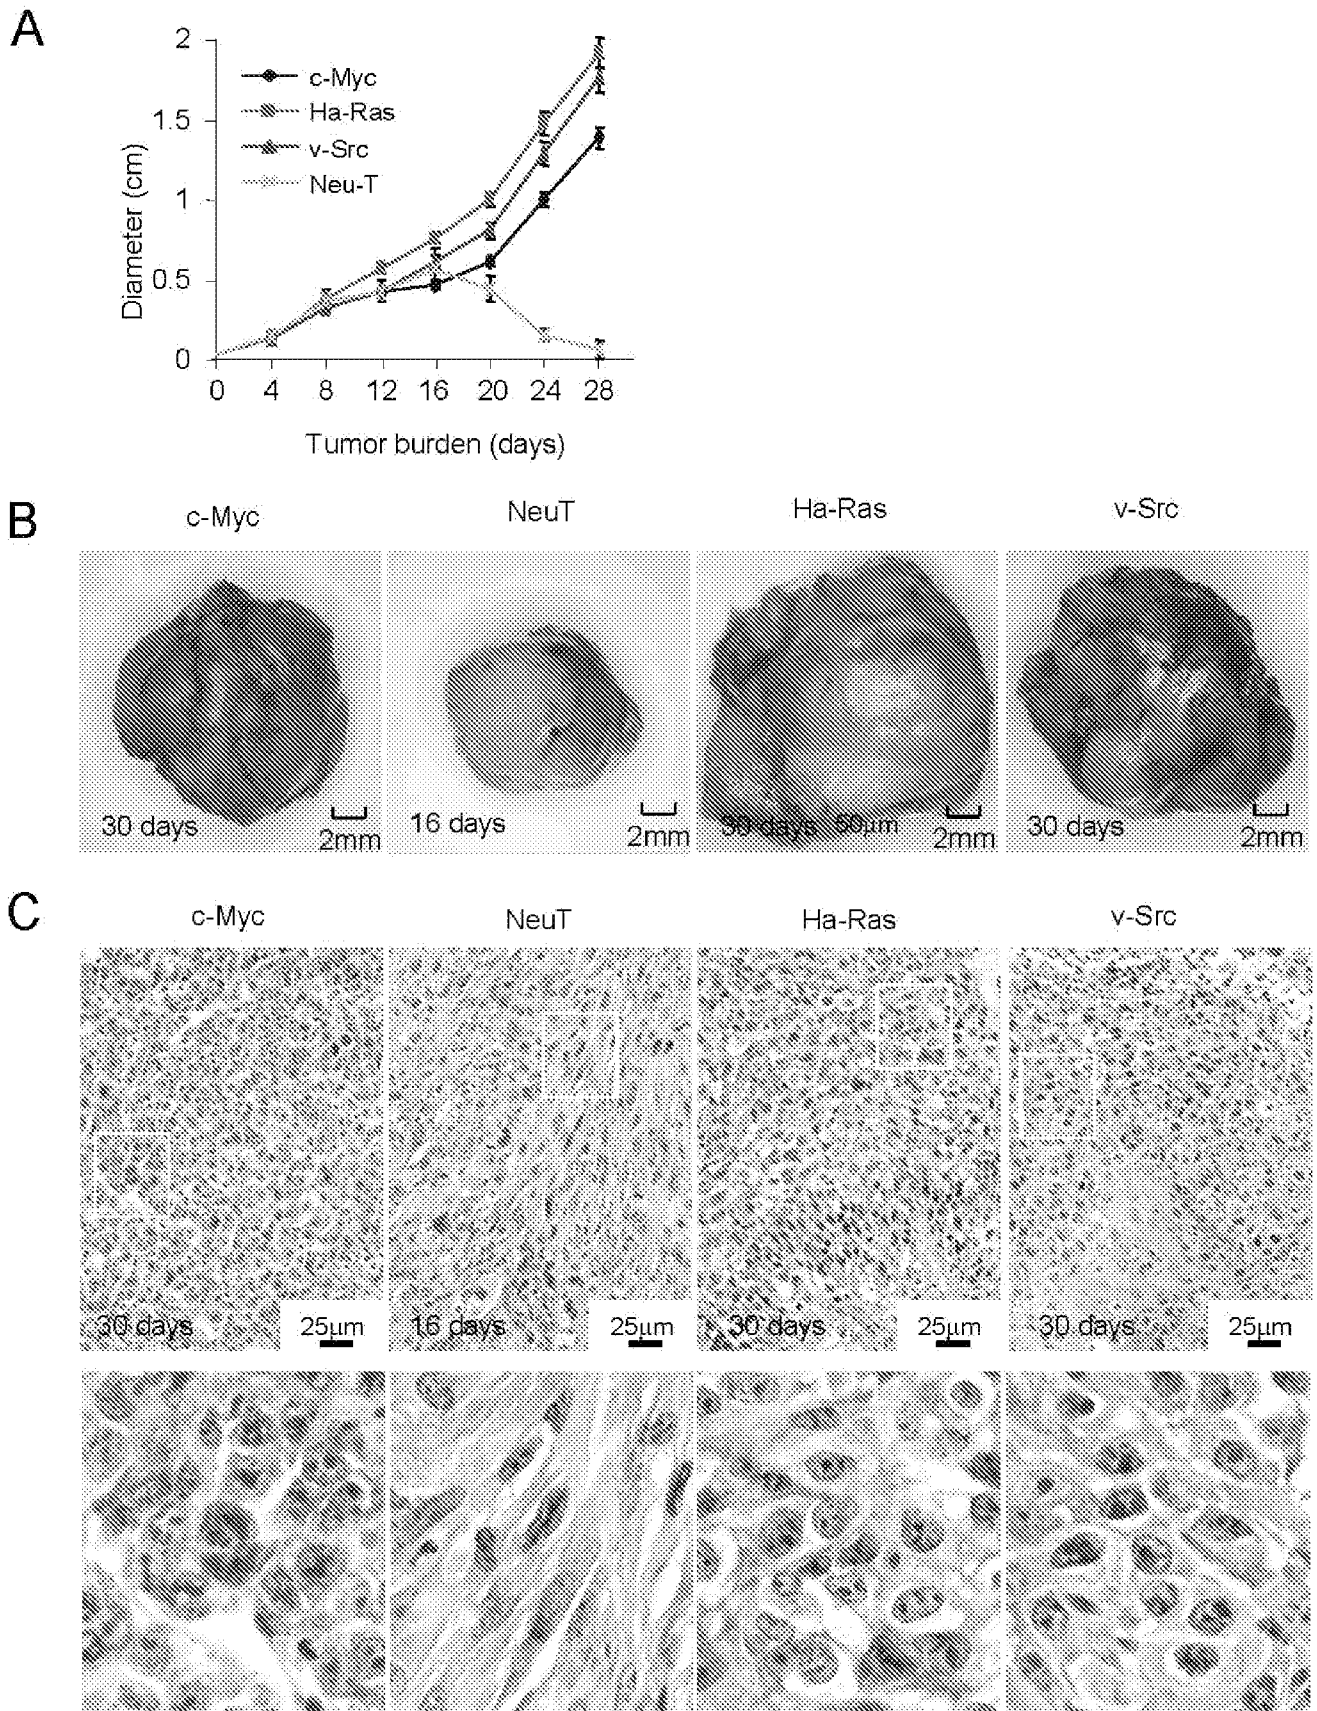 A
2
1.5
1
0.5
0
Diameter (cm)
c-Myc
Ha-Ras
v-Src
Neu-T
0 4 8 12 16 20 24 28
Tumor burden (days)
B
c-Myc NeuT Ha-Ras v-Src
30 days 2mm 16 days 2mm 30 days 50μm 2mm 30 days 2mm
C
c-Myc NeuT Ha-Ras v-Src
30 days 25μm 16 days 25μm 30 days 25μm 30 days 25μm